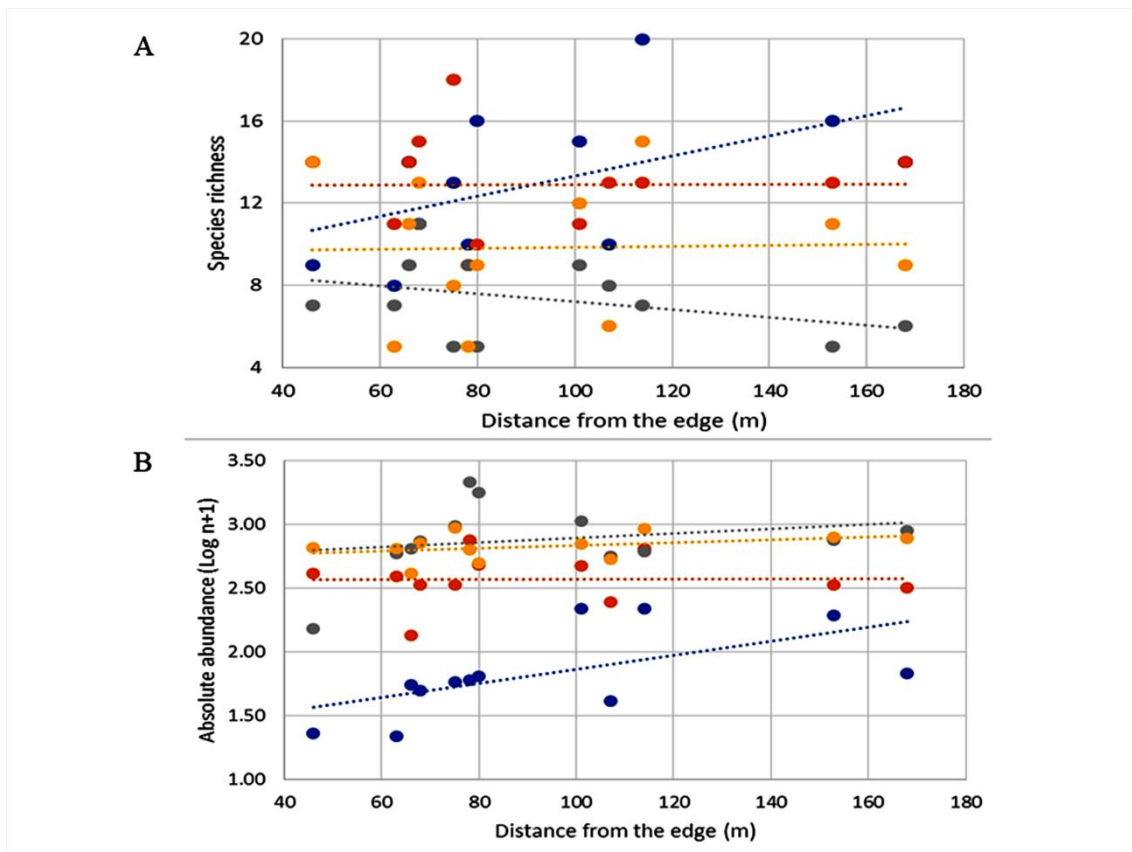 A
Species richness
20
16
12
8
4
40 60 80 100 120 140 160 180
Distance from the edge (m)
B
Absolute abundance (Log n+1)
3.50
3.00
2.50
2.00
1.50
1.00
40 60 80 100 120 140 160 180
Distance from the edge (m)